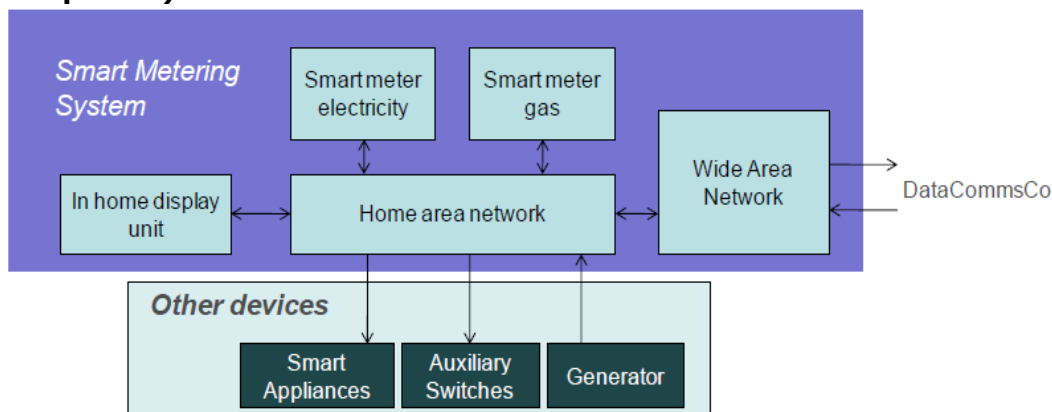 Smart Metering
System
Smart meter
electricity
Smart meter
gas
Wide Area
Network
DataCommsCo
In home display
unit
Home area network
Other devices
Smart
Appliances
Auxiliary
Switches
Generator